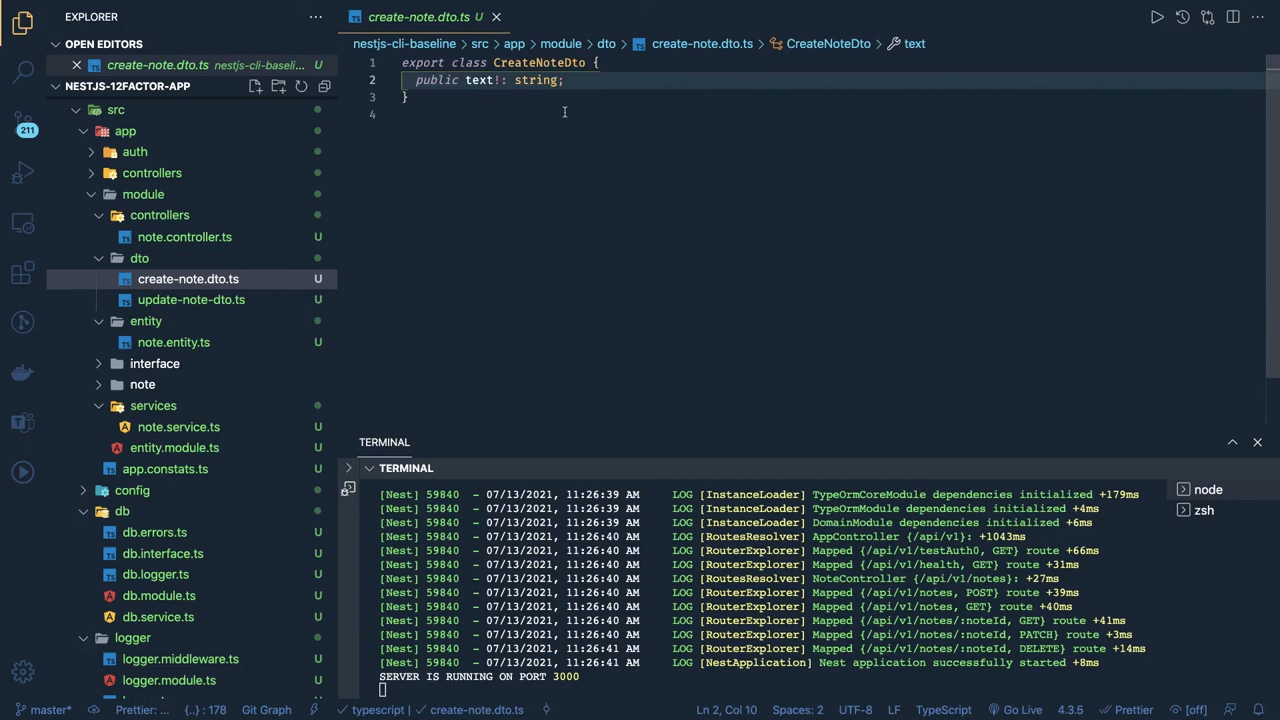 EXPLORER
OPEN EDITORS
create-note.dto.ts nestjs-cli-baseli... U
NESTJS-12FACTOR-APP
src
app
auth
controllers
module
controllers
note.controller.ts U
dto
create-note.dto.ts U
update-note-dto.ts U
entity
note.entity.ts U
interface
note
services
note.service.ts U
entity.module.ts U
app.constats.ts U
config
db
db.errors.ts U
db.interface.ts U
db.logger.ts U
db.module.ts U
db.service.ts U
logger
logger.middleware.ts U
logger.module.ts U
211
create-note.dto.ts U
nestjs-cli-baseline > src > app > module > dto > create-note.dto.ts > CreateNoteDto > text
1 export class CreateNoteDto {
2 public text!: string;
3 }
4
TERMINAL
TERMINAL
[Nest] 59840 - 07/13/2021, 11:26:39 AM LOG [InstanceLoader] TypeOrmCoreModule dependencies initialized +179ms
[Nest] 59840 - 07/13/2021, 11:26:39 AM LOG [InstanceLoader] TypeOrmModule dependencies initialized +4ms
[Nest] 59840 - 07/13/2021, 11:26:39 AM LOG [InstanceLoader] DomainModule dependencies initialized +6ms
[Nest] 59840 - 07/13/2021, 11:26:40 AM LOG [RoutesResolver] AppController {/api/v1}: +1043ms
[Nest] 59840 - 07/13/2021, 11:26:40 AM LOG [RouterExplorer] Mapped {/api/v1/testAuth0, GET} route +66ms
[Nest] 59840 - 07/13/2021, 11:26:40 AM LOG [RouterExplorer] Mapped {/api/v1/health, GET} route +31ms
[Nest] 59840 - 07/13/2021, 11:26:40 AM LOG [RoutesResolver] NoteController {/api/v1/notes}: +27ms
[Nest] 59840 - 07/13/2021, 11:26:40 AM LOG [RouterExplorer] Mapped {/api/v1/notes, POST} route +39ms
[Nest] 59840 - 07/13/2021, 11:26:40 AM LOG [RouterExplorer] Mapped {/api/v1/notes, GET} route +40ms
[Nest] 59840 - 07/13/2021, 11:26:41 AM LOG [RouterExplorer] Mapped {/api/v1/notes/:noteId, GET} route +41ms
[Nest] 59840 - 07/13/2021, 11:26:41 AM LOG [RouterExplorer] Mapped {/api/v1/notes/:noteId, PATCH} route +3ms
[Nest] 59840 - 07/13/2021, 11:26:41 AM LOG [RouterExplorer] Mapped {/api/v1/notes/:noteId, DELETE} route +14ms
[Nest] 59840 - 07/13/2021, 11:26:41 AM LOG [NestApplication] Nest application successfully started +8ms
SERVER IS RUNNING ON PORT 3000
node
zsh
master* Prettier: ... {..} : 178 Git Graph typescript | create-note.dto.ts Ln 2, Col 10 Spaces: 2 UTF-8 LF TypeScript Go Live 4.3.5 Prettier [off]